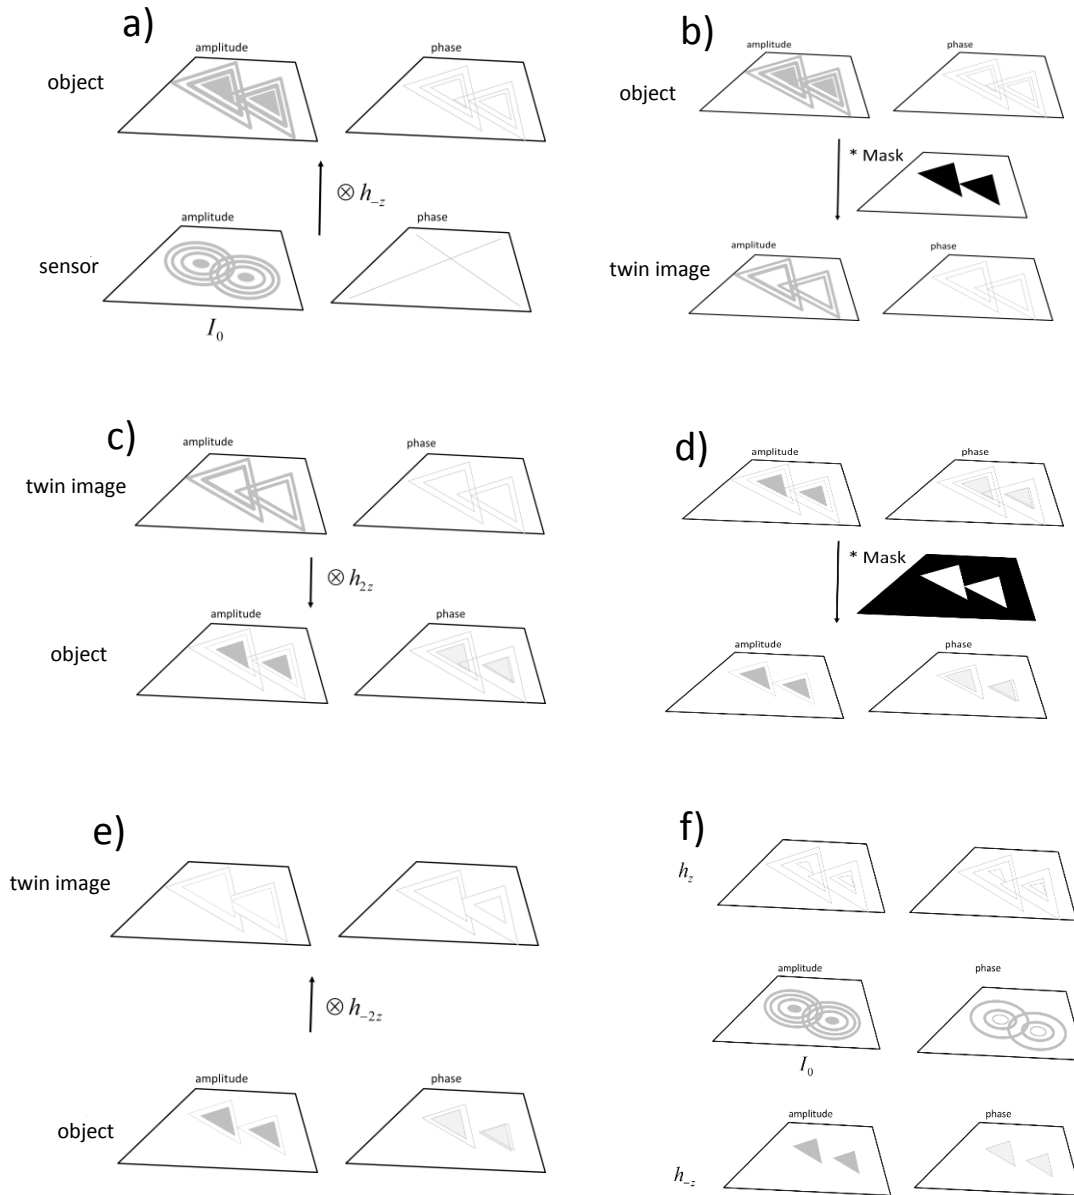 a)
amplitude
phase
object
⊗ h₋z
amplitude
phase
sensor
I₀
b)
amplitude
phase
object
* Mask
amplitude
phase
twin image
c)
amplitude
phase
twin image
⊗ h₂z
amplitude
phase
object
d)
amplitude
phase
* Mask
amplitude
phase
e)
twin image
⊗ h₋₂z
amplitude
phase
object
f)
h_z
amplitude
phase
I₀
amplitude
phase
h₋z